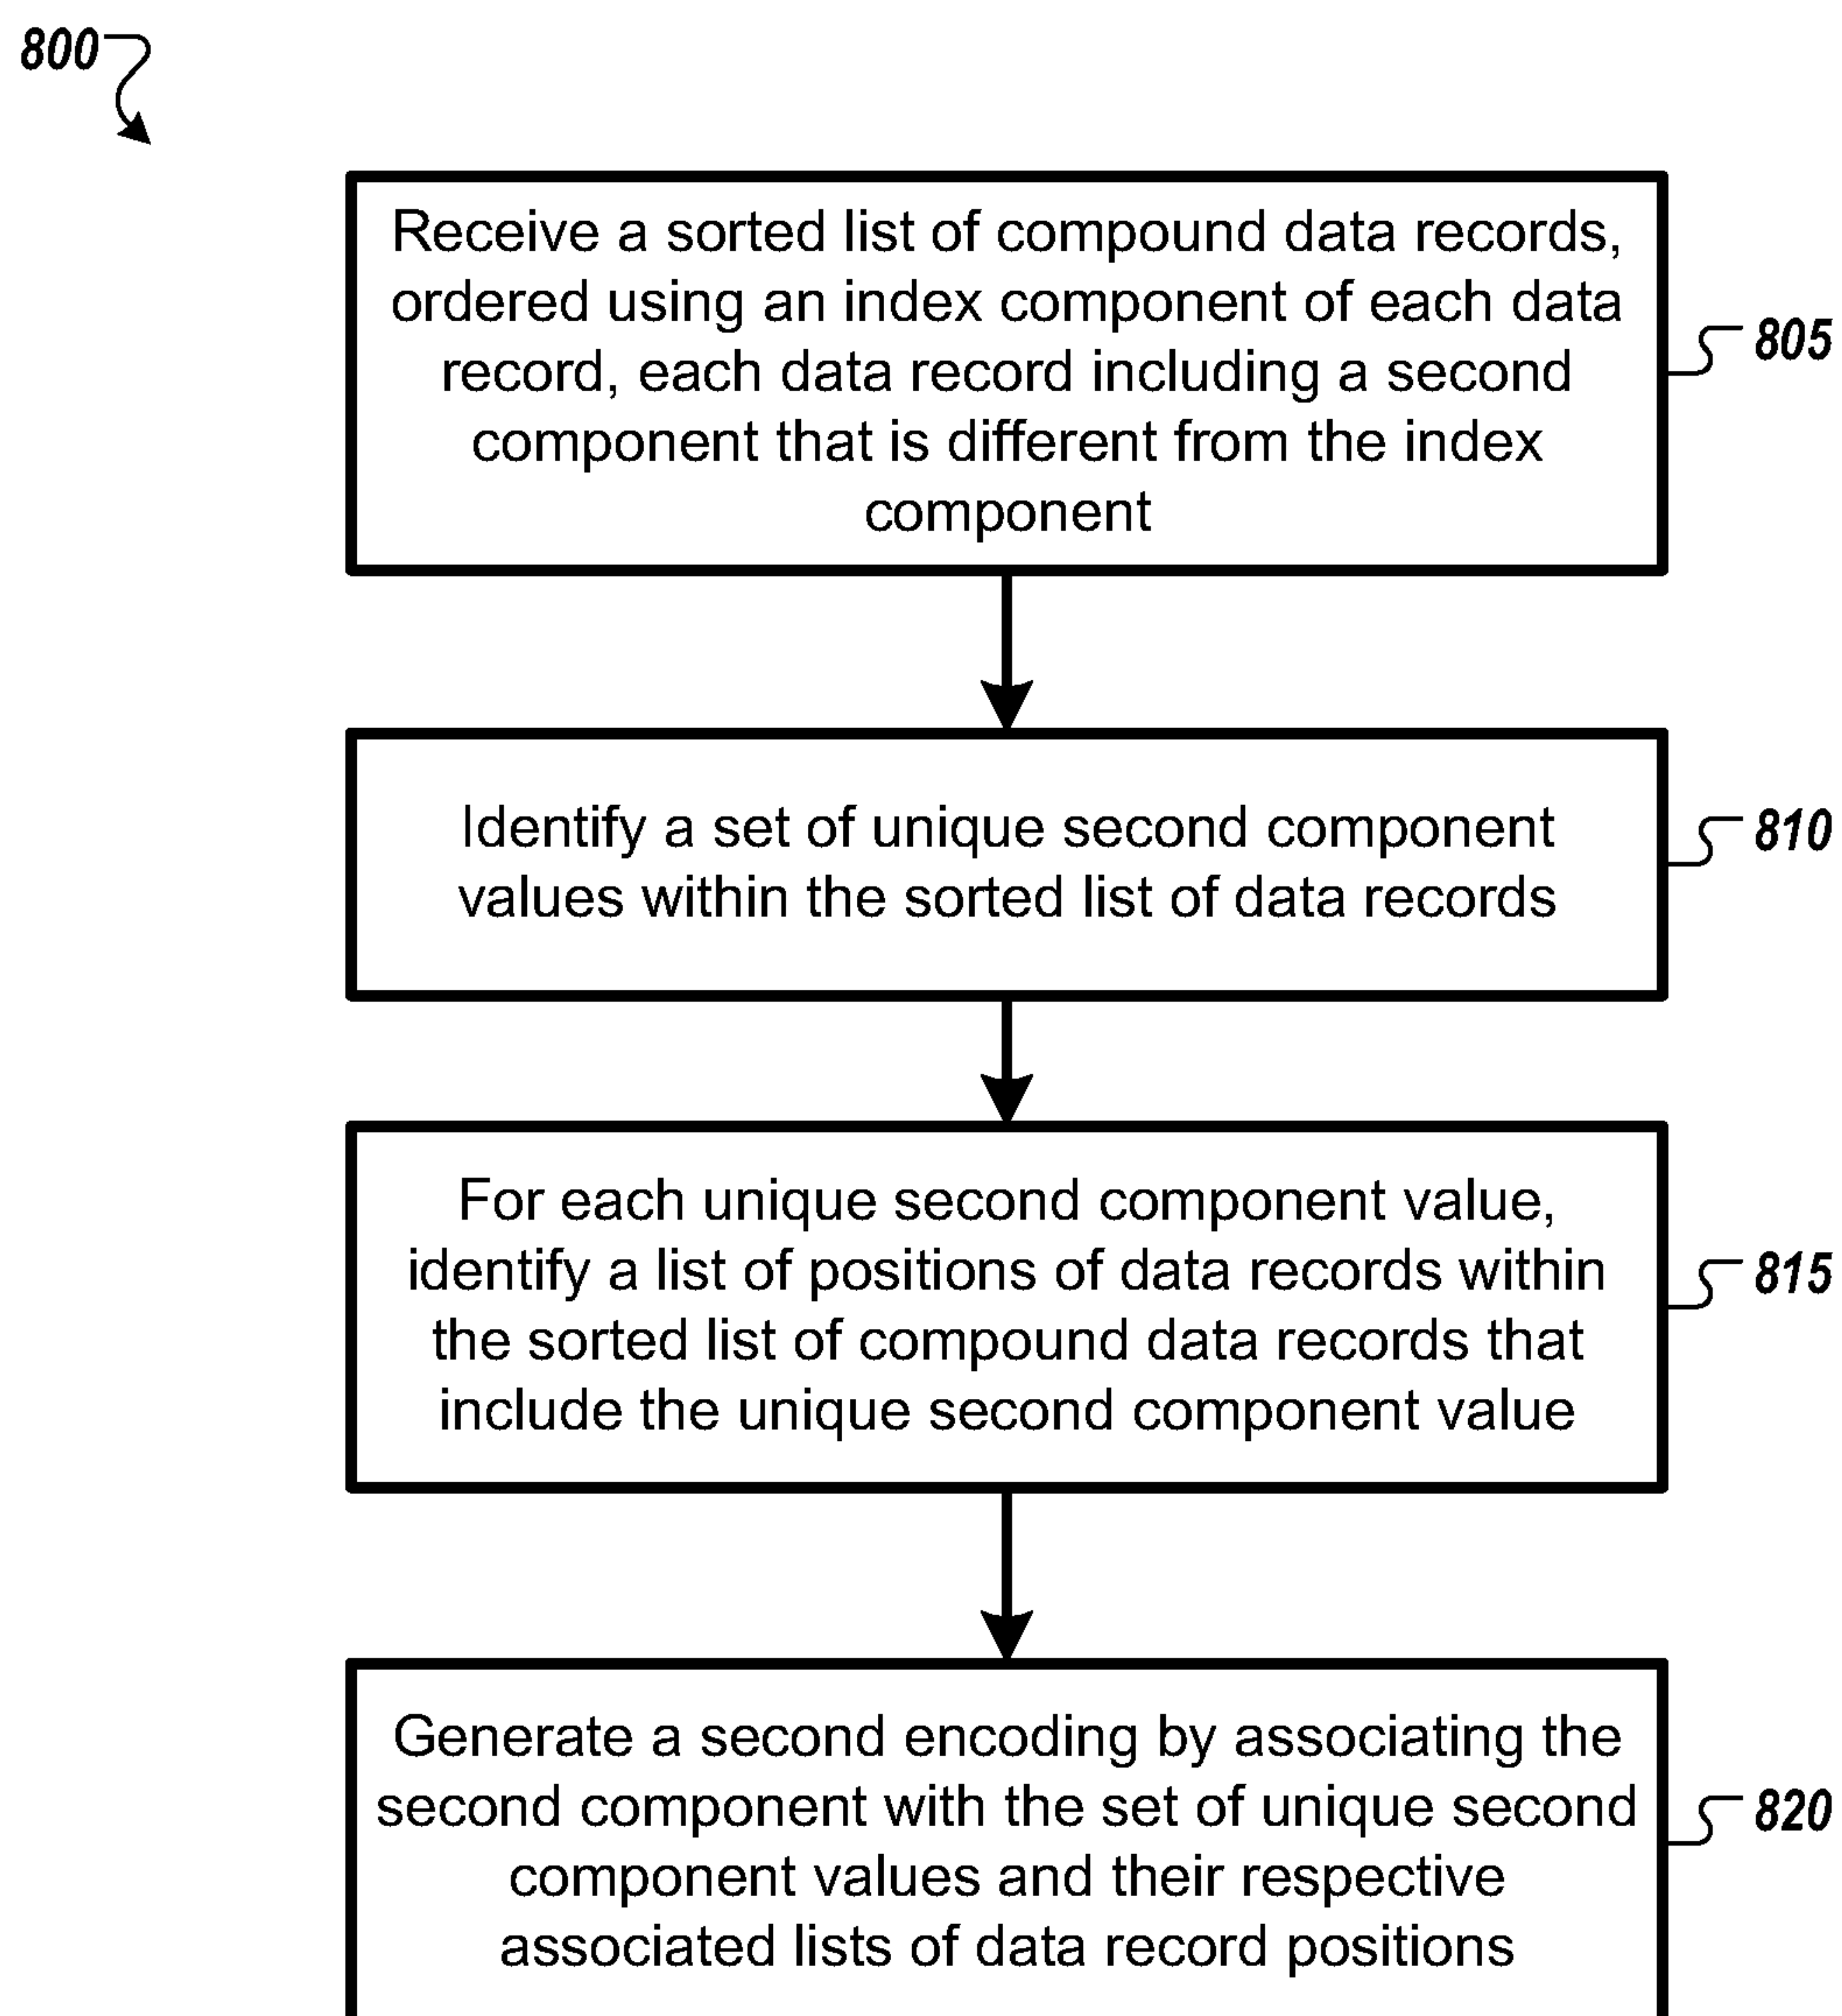 800
Receive a sorted list of compound data records,
ordered using an index component of each data
record, each data record including a second
component that is different from the index
component
805
Identify a set of unique second component
values within the sorted list of data records
810
For each unique second component value,
identify a list of positions of data records within
the sorted list of compound data records that
include the unique second component value
815
Generate a second encoding by associating the
second component with the set of unique second
component values and their respective
associated lists of data record positions
820